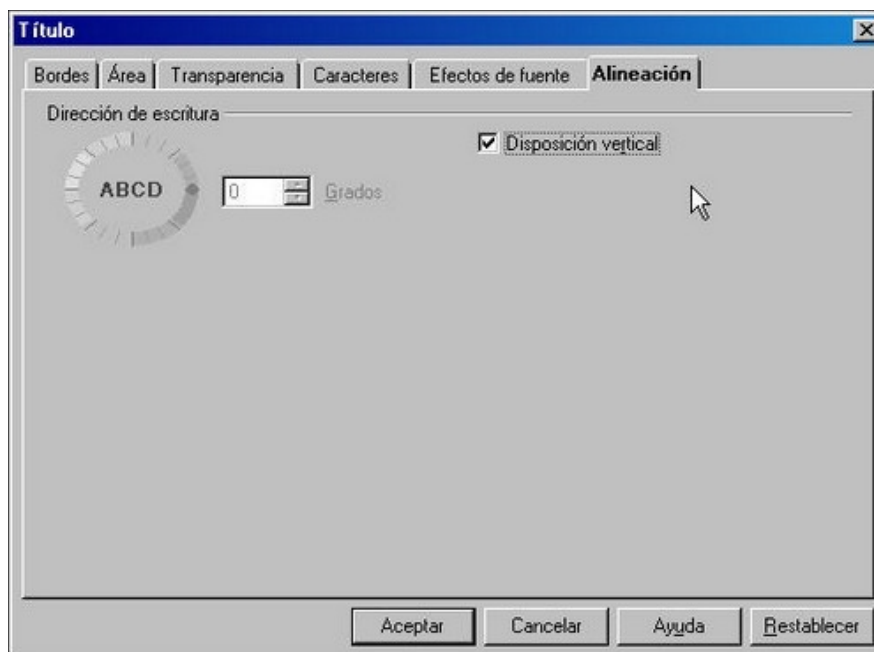 Título
Bordes Área Transparencia Caracteres Efectos de fuente Alineación
Dirección de escritura
Disposición vertical
ABCD 0 Grados
Aceptar Cancelar Ayuda Restablecer